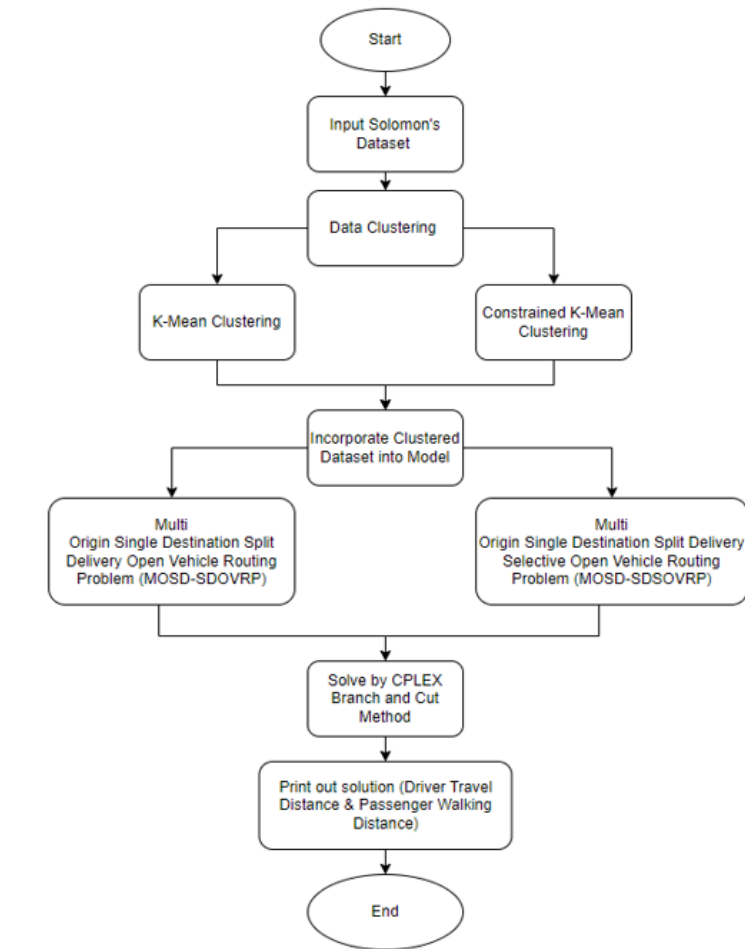 Start
Input Solomon's
Dataset
Data Clustering
K-Mean Clustering
Constrained K-Mean
Clustering
Incorporate Clustered
Dataset into Model
Multi
Origin Single Destination Split
Delivery Open Vehicle Routing
Problem (MOSD-SDOVRP)
Multi
Origin Single Destination Split Delivery
Selective Open Vehicle Routing
Problem (MOSD-SDSOVRP)
Solve by CPLEX
Branch and Cut
Method
Print out solution (Driver Travel
Distance & Passenger Walking
Distance)
End